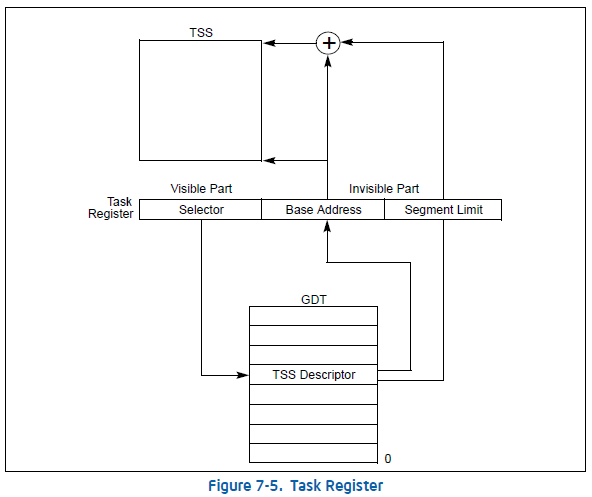 TSS
+
Visible Part
Invisible Part
Task
Register
Selector
Base Address
Segment Limit
GDT
TSS Descriptor
0
Figure 7-5. Task Register